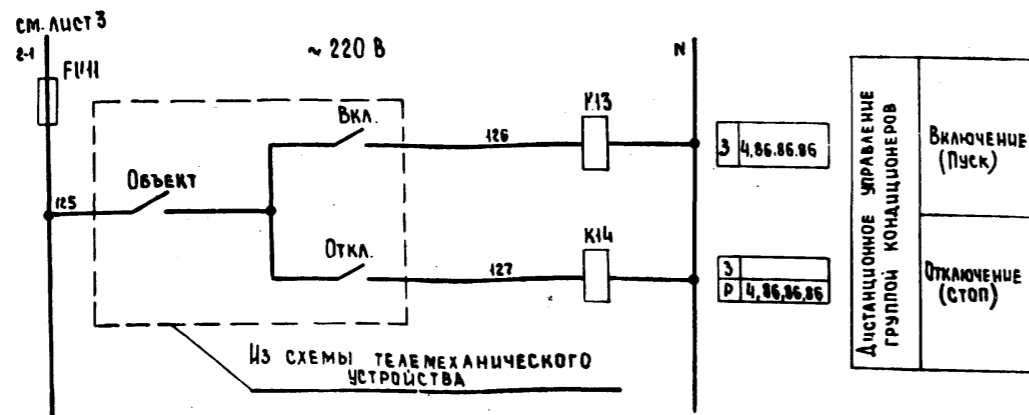 см. лист 3
2-1
~ 220 В
N
Вкл.
126
К13
3 4,86.86.86
Объект
125
Откл.
127
К14
3
Р 4,86,86,86
Из схемы телемеханического
устройства
Дистанционное управление
группой кондиционеров
Включение
(Пуск)
Отключение
(стоп)